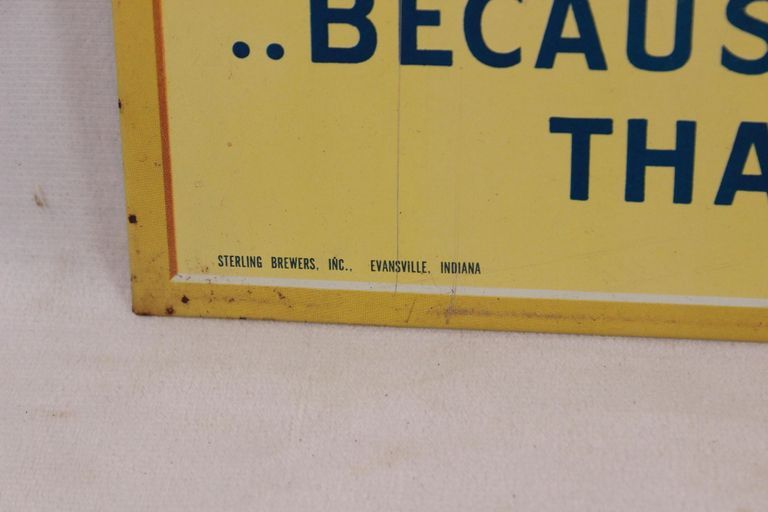 ..BECAUS
THA
STERLING BREWERS, INC., EVANSVILLE, INDIANA